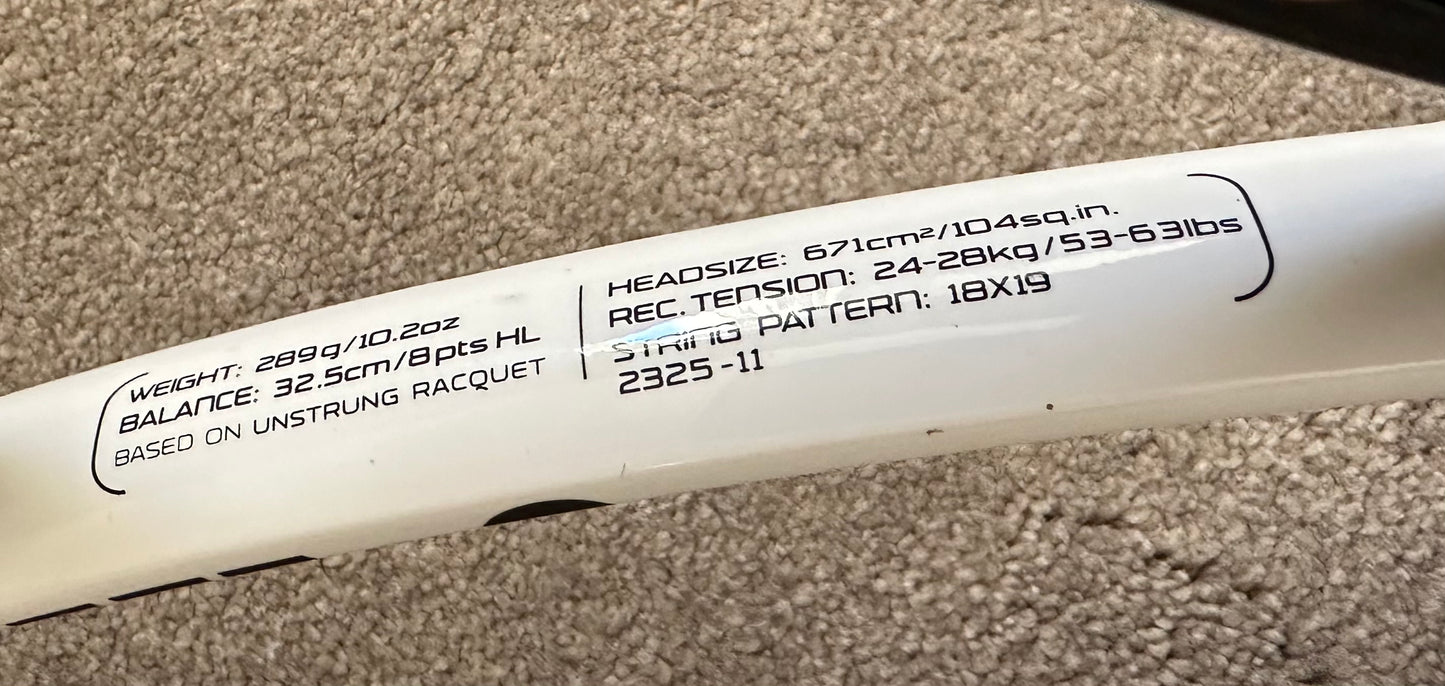 WEIGHT: 289g/10.2oz
BALANCE: 32.5cm/8pts HL
BASED ON UNSTRUNG RACQUET
HEADSIZE: 671cm²/104sq.in.
REC. TENSION: 24-28kg/53-63lbs
STRING PATTERN: 18X19
2325-11